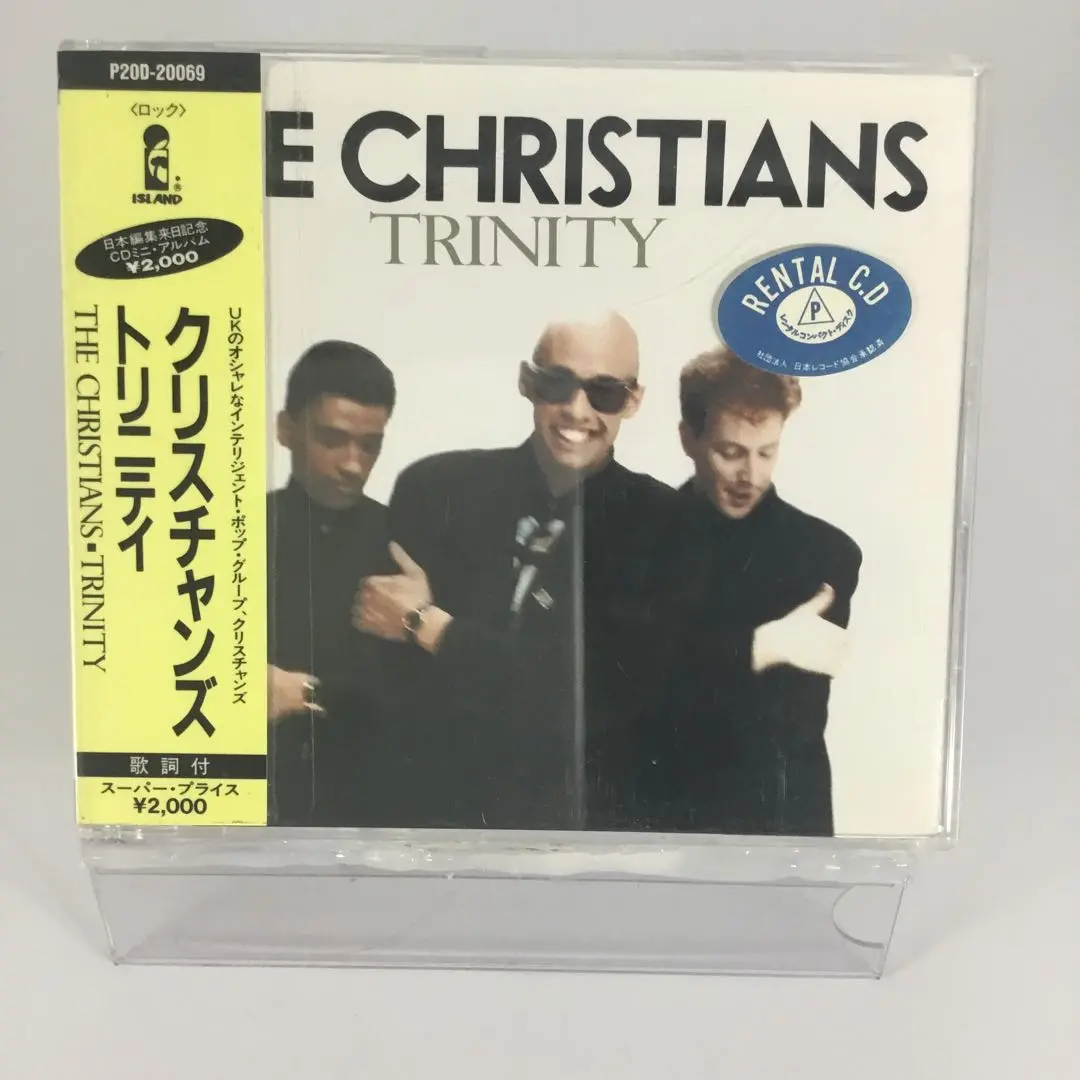 P20D-20069
〈ロック〉
ISLAND®
日本編集来日記念
CDミニ・アルバム
¥2,000
UKのオシャレなインテリジェント・ポップ・グループ、クリスチャンズ
クリスチャンズ
トリニティ
THE CHRISTIANS▪TRINITY
歌詞付
スーパー・プライス
¥2,000
E CHRISTIANS
TRINITY
RENTAL C.D
P
レンタルコンパクト・ディスク
社団法人 日本レコード協会承認済